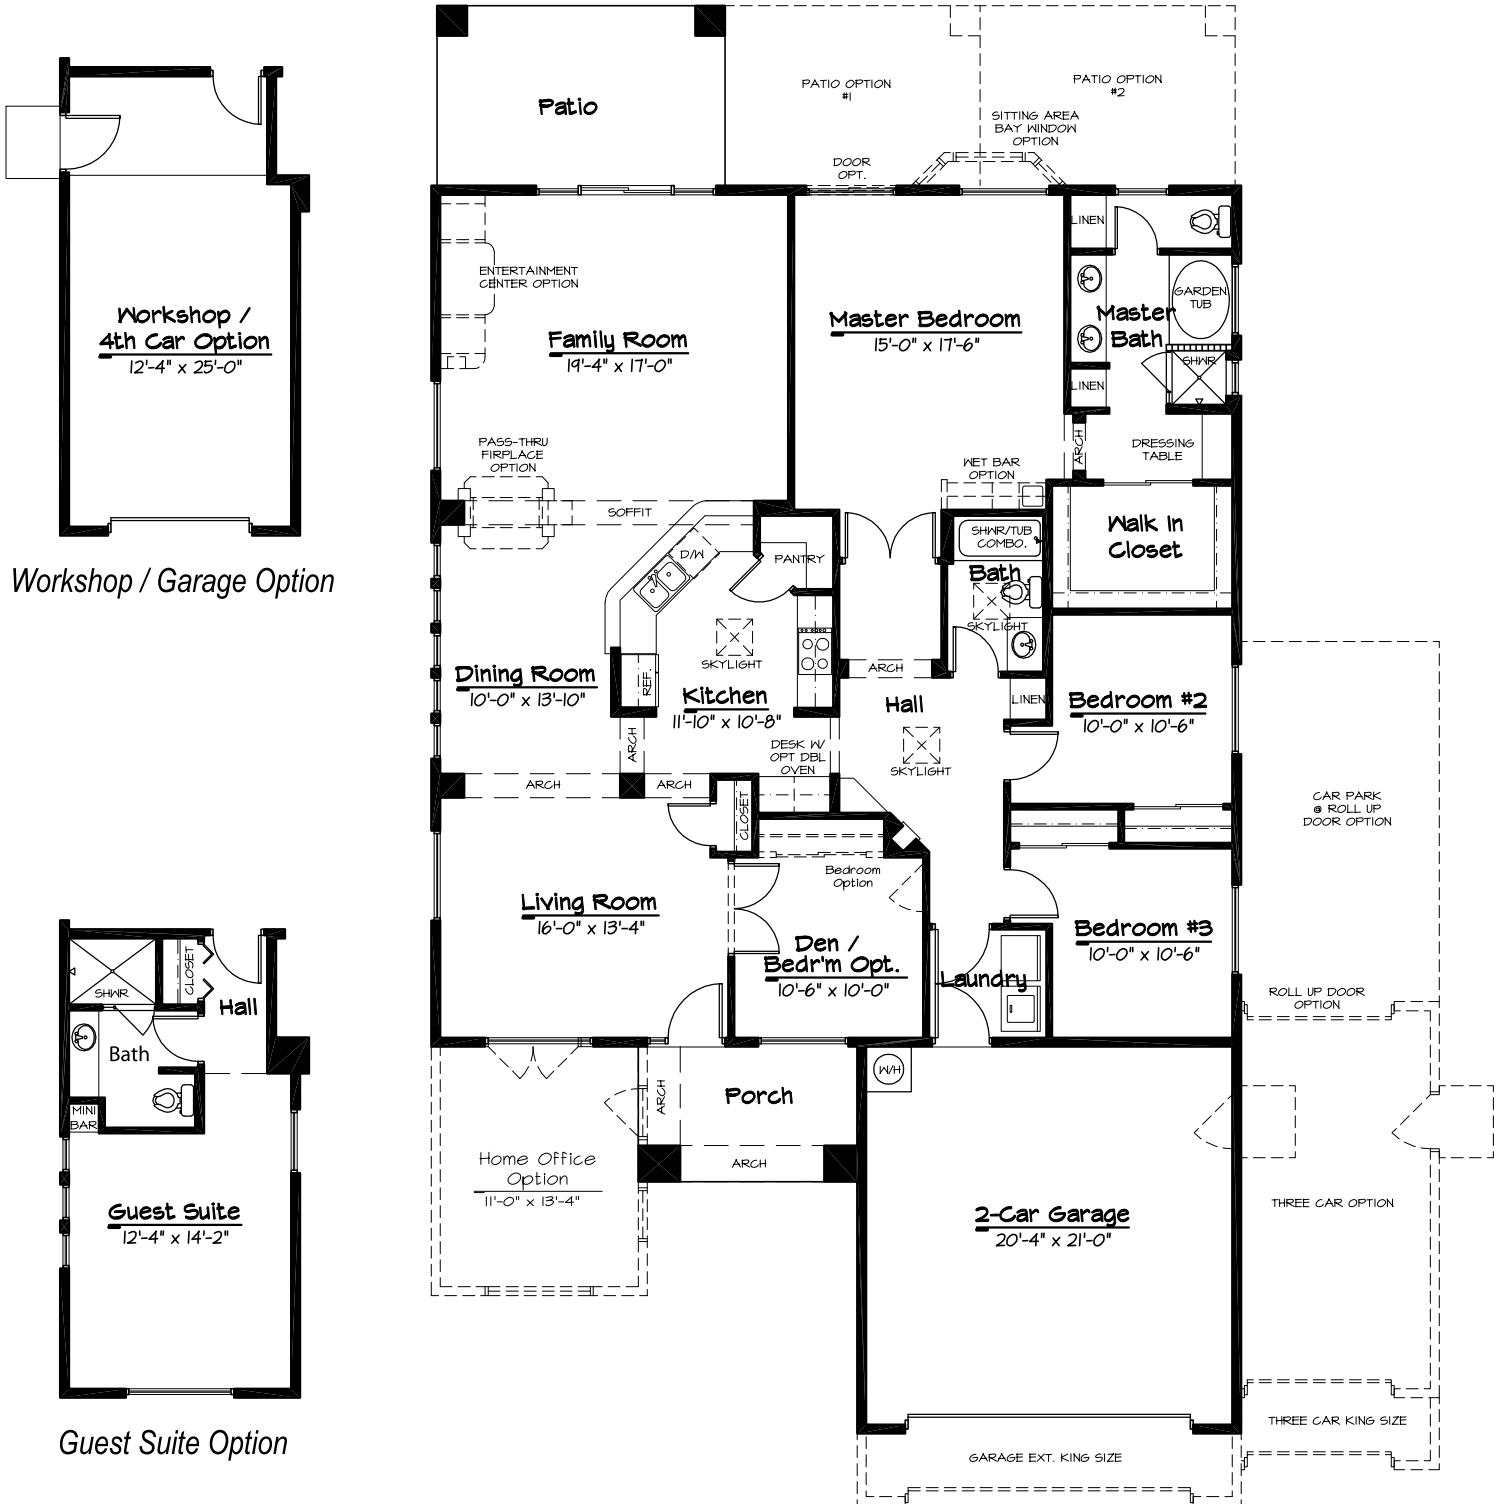 Patio
PATIO OPTION
#1
PATIO OPTION
#2
SITTING AREA
BAY WINDOW
OPTION
DOOR
OPT.
LINEN
ENTERTAINMENT
CENTER OPTION
Family Room
19'-4" x 17'-0"
Master Bedroom
15'-0" x 17'-6"
GARDEN
TUB
Master
Bath
SHWR
LINEN
Workshop /
4th Car Option
12'-4" x 25'-0"
Workshop / Garage Option
PASS-THRU
FIRPLACE
OPTION
SOFFIT
WET BAR
OPTION
ARCH
DRESSING
TABLE
Walk In
Closet
D/W
PANTRY
SHWR/TUB
COMBO.
Bath
SKYLIGHT
SKYLIGHT
Dining Room
10'-0" x 13'-10"
REF.
Kitchen
11'-10" x 10'-8"
ARCH
Hall
LINEN
Bedroom #2
10'-0" x 10'-6"
ARCH
DESK W/
OPT DBL
OVEN
SKYLIGHT
ARCH
ARCH
CLOSET
CAR PARK
@ ROLL UP
DOOR OPTION
Bedroom
Option
Living Room
16'-0" x 13'-4"
Den /
Bedr'm Opt.
10'-6" x 10'-0"
Laundry
Bedroom #3
10'-0" x 10'-6"
ROLL UP DOOR
OPTION
CLOSET
SHWR
Hall
Bath
MINI
BAR
Guest Suite
12'-4" x 14'-2"
Guest Suite Option
W/H
ARCH
Porch
ARCH
Home Office
Option
11'-0" x 13'-4"
2-Car Garage
20'-4" x 21'-0"
THREE CAR OPTION
THREE CAR KING SIZE
GARAGE EXT. KING SIZE